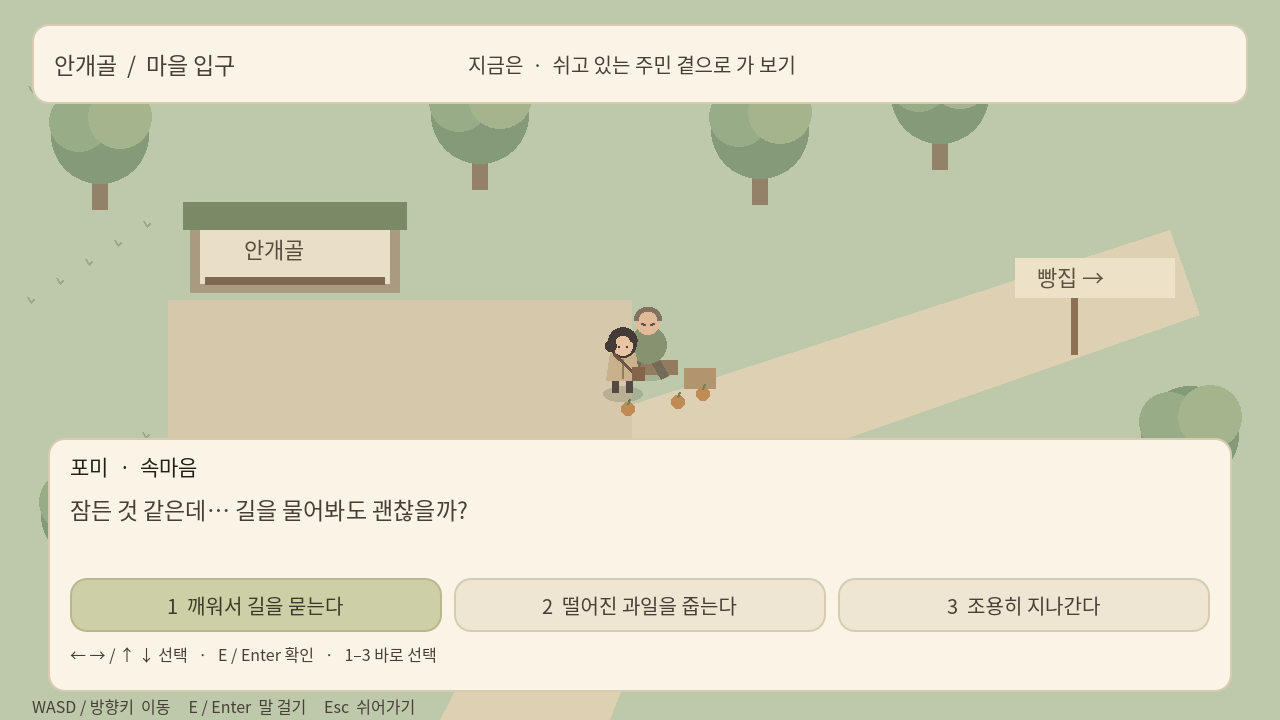 안개골 / 마을 입구
지금은 · 쉬고 있는 주민 곁으로 가 보기
안개골
빵집 →
포미 · 속마음
잠든 것 같은데… 길을 물어봐도 괜찮을까?
1 깨워서 길을 묻는다
2 떨어진 과일을 줍는다
3 조용히 지나간다
← → / ↑ ↓ 선택 · E / Enter 확인 · 1–3 바로 선택
WASD / 방향키 이동 E / Enter 말 걸기 Esc 쉬어가기